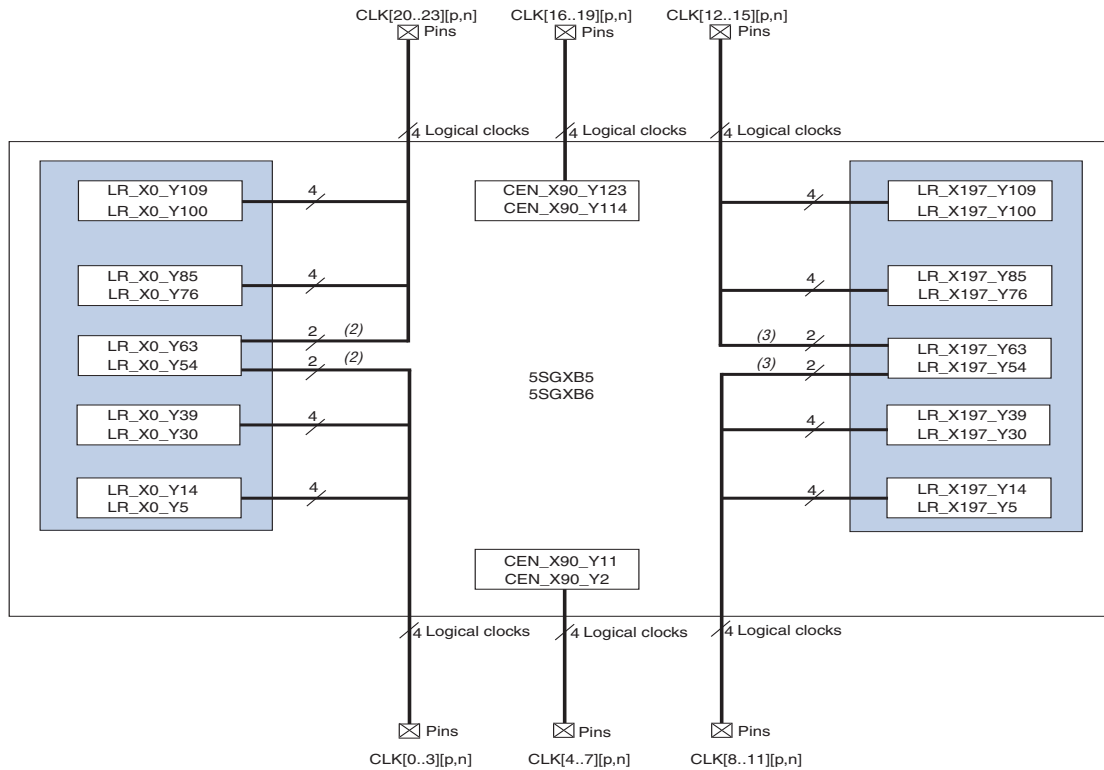 CLK[20..23][p,n]
CLK[16..19][p,n]
CLK[12..15][p,n]
Pins
Pins
Pins
4 Logical clocks
4 Logical clocks
4 Logical clocks
LR_X0_Y109
LR_X0_Y100
4
CEN_X90_Y123
CEN_X90_Y114
4
LR_X197_Y109
LR_X197_Y100
LR_X0_Y85
LR_X0_Y76
4
4
LR_X197_Y85
LR_X197_Y76
LR_X0_Y63
LR_X0_Y54
2
(2)
2
(2)
(3)
2
(3)
2
LR_X197_Y63
LR_X197_Y54
5SGXB5
5SGXB6
LR_X0_Y39
LR_X0_Y30
4
4
LR_X197_Y39
LR_X197_Y30
LR_X0_Y14
LR_X0_Y5
4
4
LR_X197_Y14
LR_X197_Y5
CEN_X90_Y11
CEN_X90_Y2
4 Logical clocks
4 Logical clocks
4 Logical clocks
Pins
Pins
Pins
CLK[0..3][p,n]
CLK[4..7][p,n]
CLK[8..11][p,n]